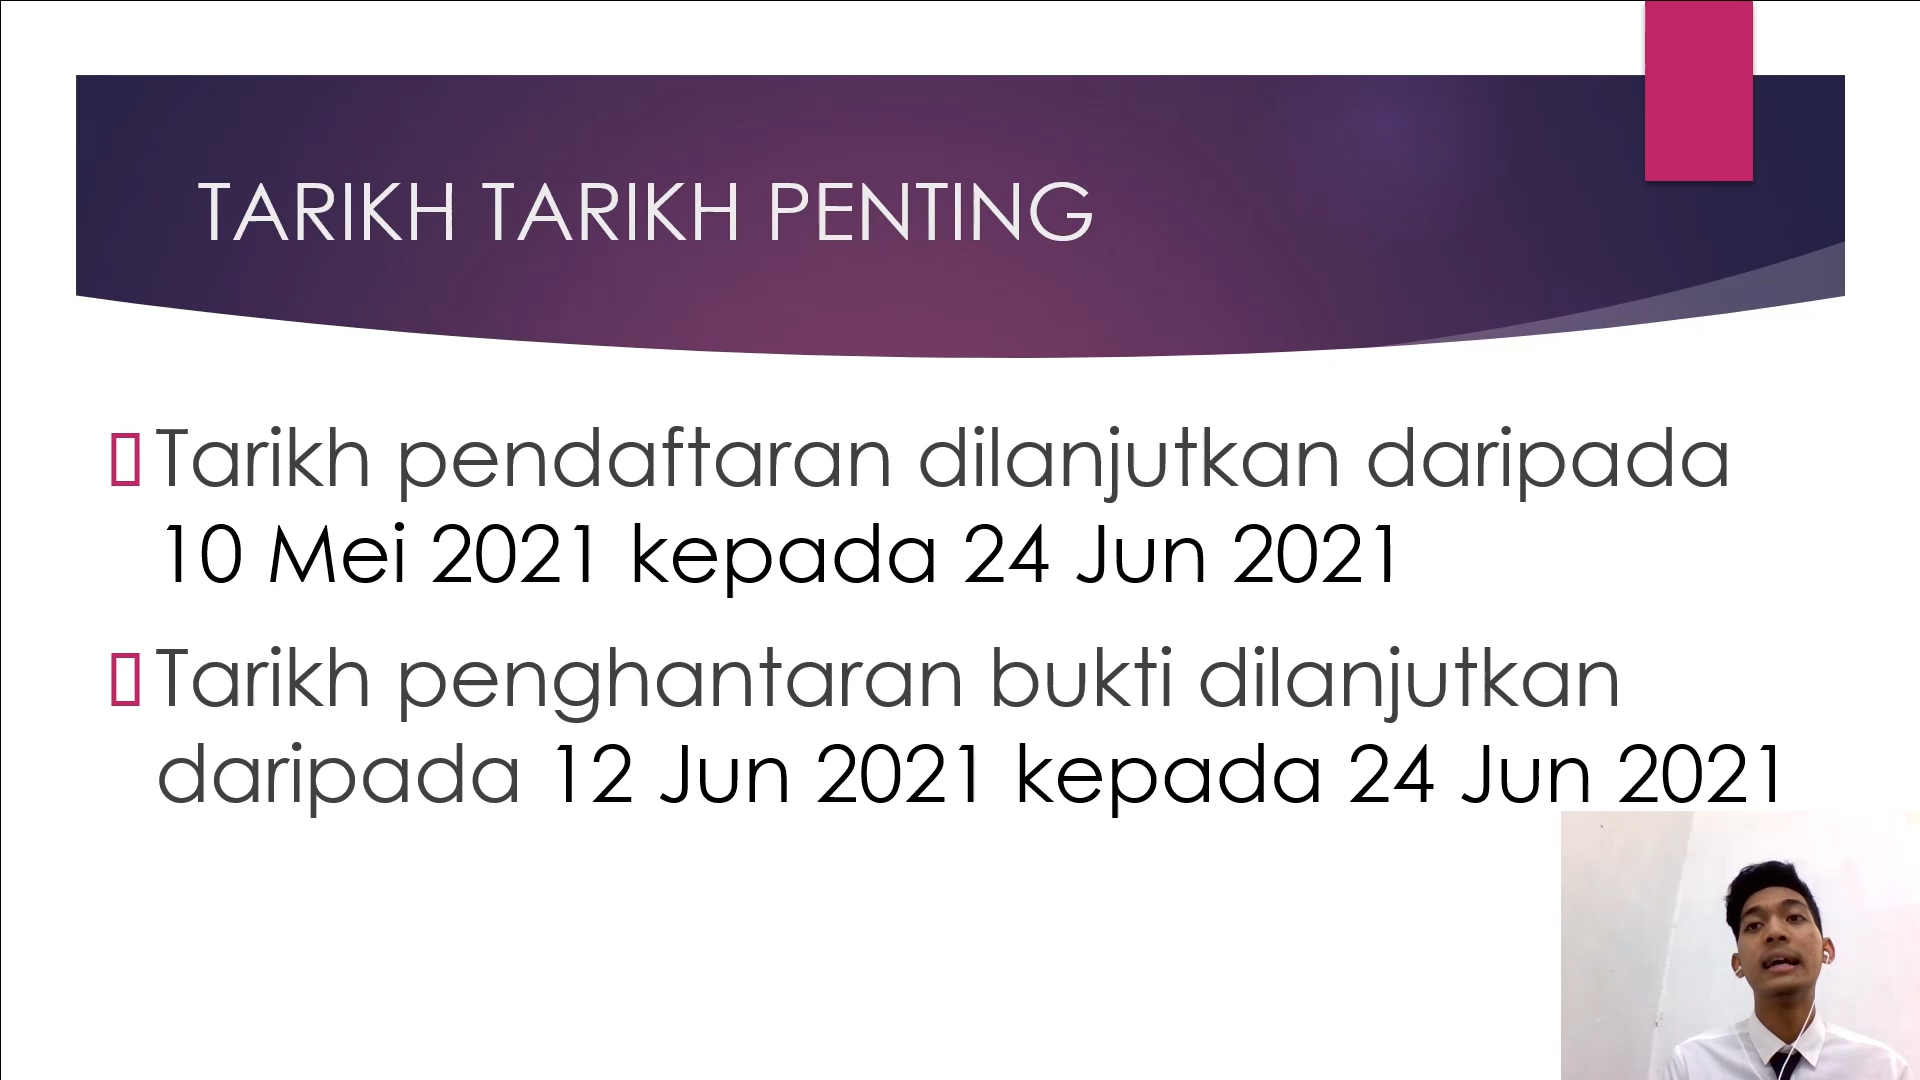 TARIKH TARIKH PENTING
Tarikh pendaftaran dilanjutkan daripada
10 Mei 2021 kepada 24 Jun 2021
Tarikh penghantaran bukti dilanjutkan
daripada 12 Jun 2021 kepada 24 Jun 2021